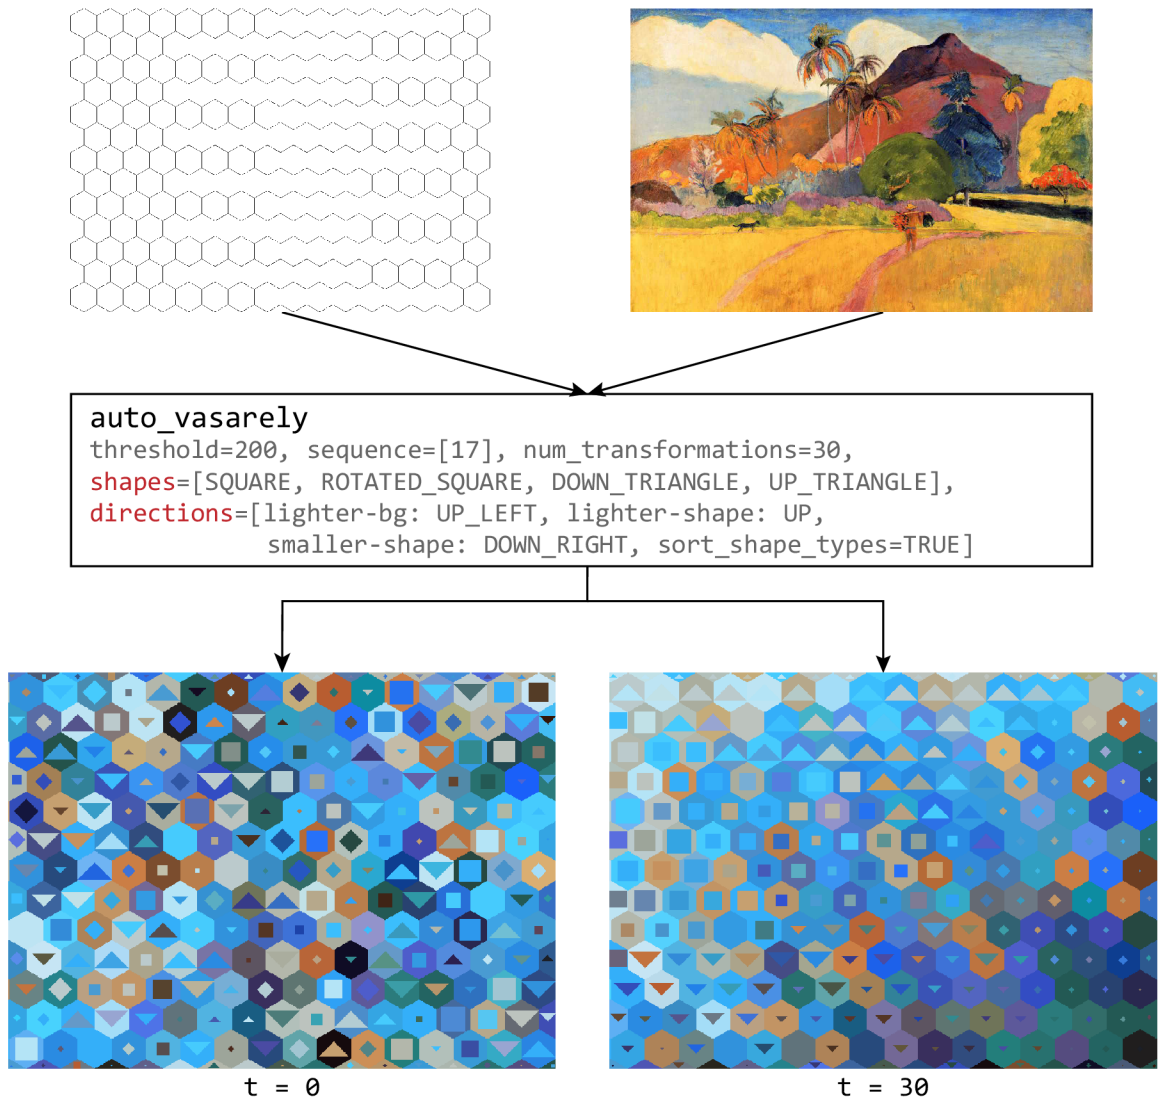 auto_vasarely
threshold=200, sequence=[17], num_transformations=30,
shapes=[SQUARE, ROTATED_SQUARE, DOWN_TRIANGLE, UP_TRIANGLE],
directions=[lighter-bg: UP_LEFT, lighter-shape: UP,
smaller-shape: DOWN_RIGHT, sort_shape_types=TRUE]
t = 0
t = 30